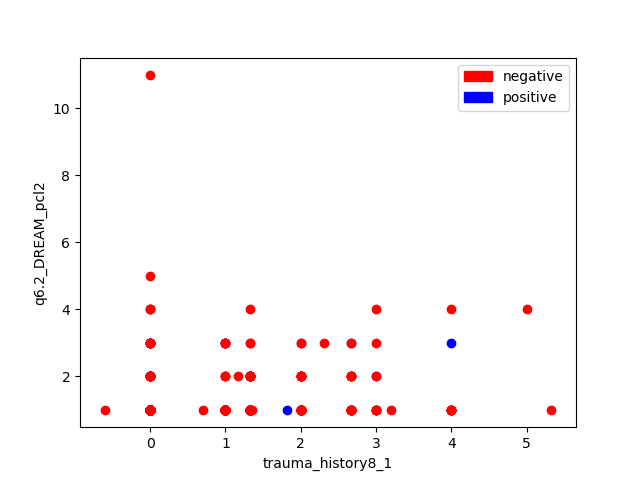 negative
positive
10
8
6
4
2
q6.2_DREAM_pcl2
0 1 2 3 4 5
trauma_history8_1